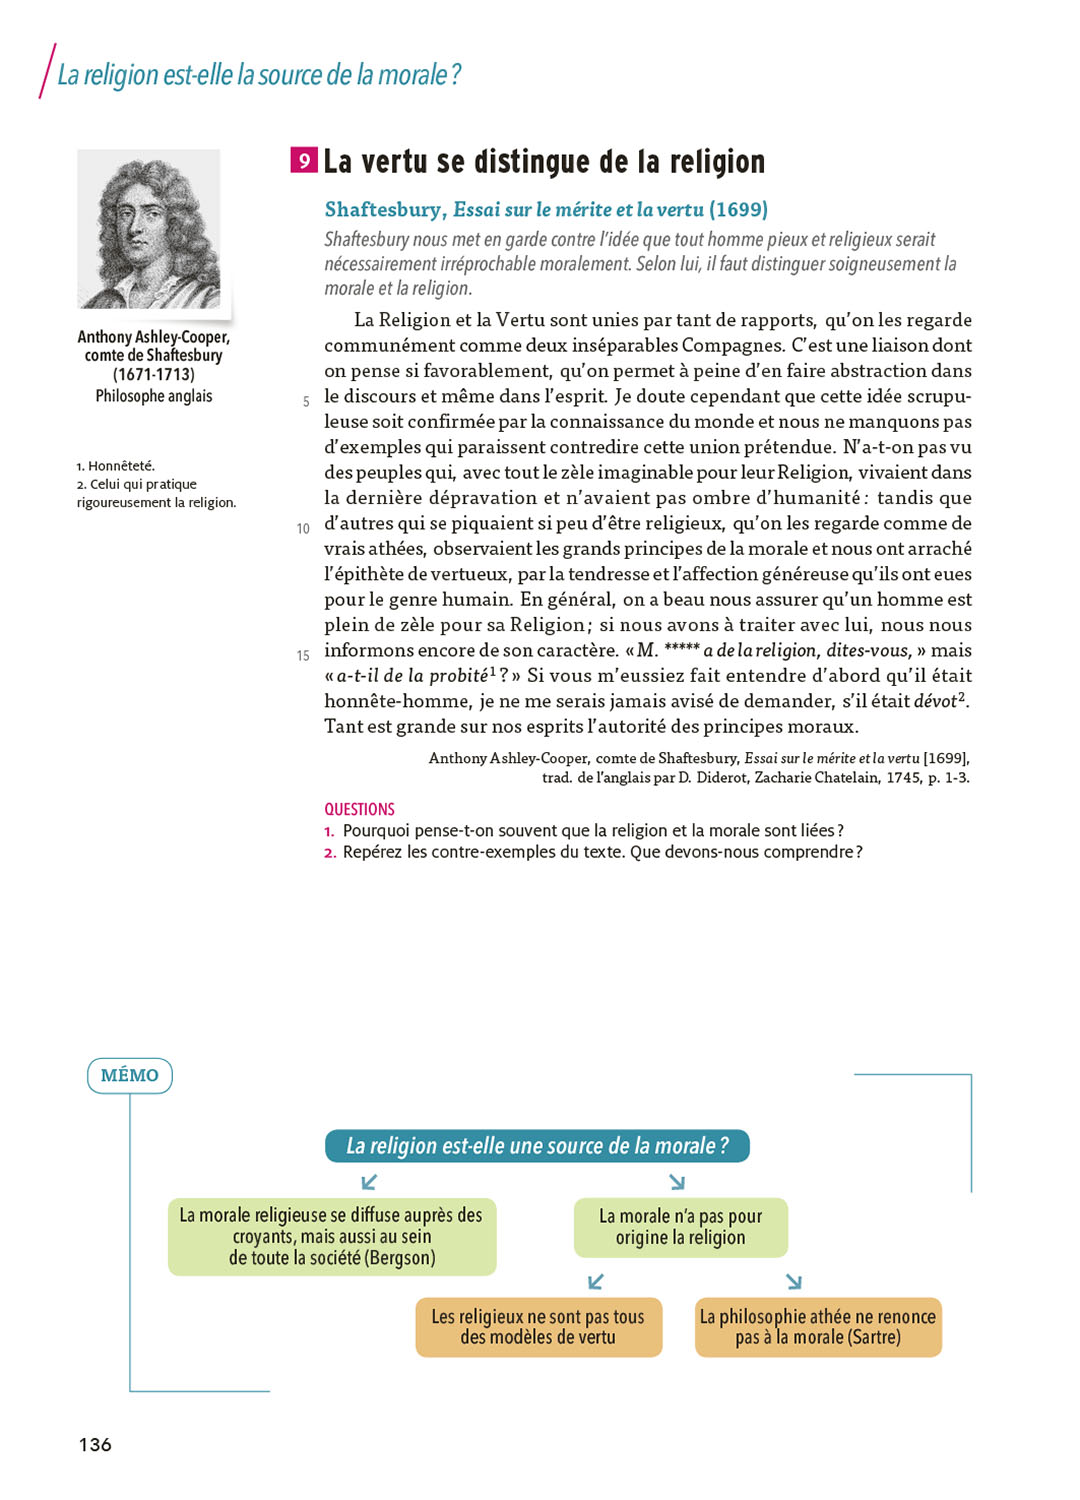 La religion est-elle la source de la morale ?
Anthony Ashley-Cooper,
comte de Shaftesbury
(1671-1713)
Philosophe anglais
1. Honnêteté.
2. Celui qui pratique
rigoureusement la religion.
9 La vertu se distingue de la religion
Shaftesbury, Essai sur le mérite et la vertu (1699)
Shaftesbury nous met en garde contre l’idée que tout homme pieux et religieux serait
nécessairement irréprochable moralement. Selon lui, il faut distinguer soigneusement la
morale et la religion.
La Religion et la Vertu sont unies par tant de rapports, qu’on les regarde
communément comme deux inséparables Compagnes. C’est une liaison dont
on pense si favorablement, qu’on permet à peine d’en faire abstraction dans
5 le discours et même dans l’esprit. Je doute cependant que cette idée scrupu-
leuse soit confirmée par la connaissance du monde et nous ne manquons pas
d’exemples qui paraissent contredire cette union prétendue. N’a-t-on pas vu
des peuples qui, avec tout le zèle imaginable pour leur Religion, vivaient dans
la dernière dépravation et n’avaient pas ombre d’humanité : tandis que
10 d’autres qui se piquaient si peu d’être religieux, qu’on les regarde comme de
vrais athées, observaient les grands principes de la morale et nous ont arraché
l’épithète de vertueux, par la tendresse et l’affection généreuse qu’ils ont eues
pour le genre humain. En général, on a beau nous assurer qu’un homme est
plein de zèle pour sa Religion ; si nous avons à traiter avec lui, nous nous
15 informons encore de son caractère. « M. ***** a de la religion, dites-vous, » mais
« a-t-il de la probité¹ ? » Si vous m’eussiez fait entendre d’abord qu’il était
honnête-homme, je ne me serais jamais avisé de demander, s’il était dévot².
Tant est grande sur nos esprits l’autorité des principes moraux.
Anthony Ashley-Cooper, comte de Shaftesbury, Essai sur le mérite et la vertu [1699],
trad. de l’anglais par D. Diderot, Zacharie Chatelain, 1745, p. 1-3.
QUESTIONS
1. Pourquoi pense-t-on souvent que la religion et la morale sont liées ?
2. Repérez les contre-exemples du texte. Que devons-nous comprendre ?
MÉMO
La religion est-elle une source de la morale ?
La morale religieuse se diffuse auprès des
croyants, mais aussi au sein
de toute la société (Bergson)
La morale n’a pas pour
origine la religion
Les religieux ne sont pas tous
des modèles de vertu
La philosophie athée ne renonce
pas à la morale (Sartre)
136